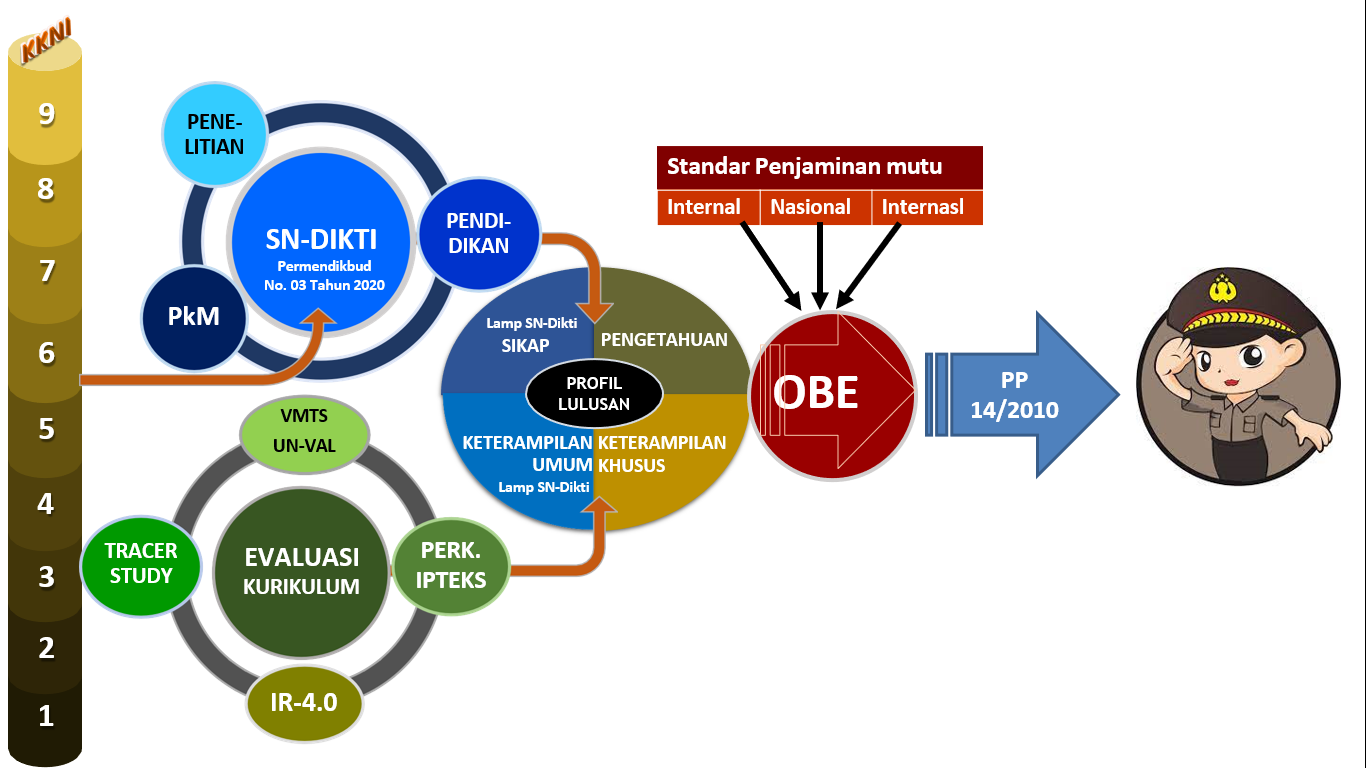 KKNI
9
8
7
6
5
4
3
2
1
PENE-
LITIAN
SN-DIKTI
Permendikbud
No. 03 Tahun 2020
PENDI-
DIKAN
PkM
VMTS
UN-VAL
TRACER
STUDY
EVALUASI
KURIKULUM
PERK.
IPTEKS
IR-4.0
Lamp SN-Dikti
SIKAP
PENGETAHUAN
PROFIL
LULUSAN
KETERAMPILAN
UMUM
Lamp SN-Dikti
KETERAMPILAN
KHUSUS
Standar Penjaminan mutu
Internal Nasional Internasl
OBE
PP
14/2010